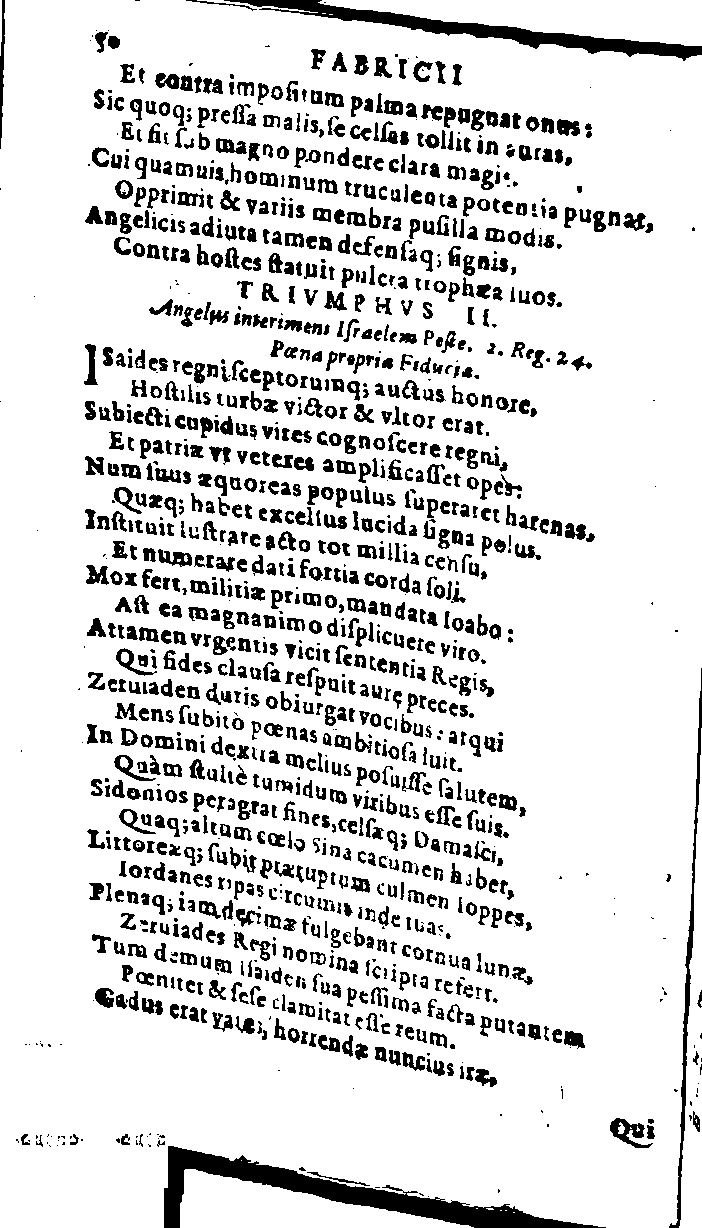 50
FABRICII
Et contra impoſitum palma repugnat onus:
Sic quoq; preſſa malis, ſe celſas tollit in auras,
Et fit ſub magno pondere clara magis.
Cui quamuis, hominum truculenta potentia pugnat,
Opprimit & variis membra puſilla modis.
Angelicis adiuta tamen defenſaq; ſignis,
Contra hoſtes ſtatuit pulcra trophæa ſuos.
TRIVMPHVS II.
Angelus interimens Iſraelem Peſte. 2. Reg. 24.
Pœna propria Fiducia.
ISaides regni, ſceptorumq; auctus honore,
Hoſtilis turbæ victor & vltor erat.
Subiecti cupidus vires cognoſcere regni,
Et patriæ vt veteres amplificaſſet opes:
Num ſuus æquoreas populus ſuperaret harenas,
Quæq; habet excelſus lucida ſigna polus.
Inſtituit luſtrare acto tot millia cenſu,
Et numerare dati fortia corda ſoli.
Mox fert, militiæ primo, mandata Ioabo:
Aſt ea magnanimo diſplicuere viro.
Attamen vrgentis vicit ſententia Regis,
Qui fides clauſa reſpuit aure preces.
Zeruiaden duris obiurgat vocibus: atqui
Mens ſubitò pœnas ambitioſa luit.
In Domini dextra melius poſuiſſe ſalutem,
Quàm ſtultè tumidum viribus eſſe ſuis.
Sidonios peragrat fines, celſaq; Damaſci,
Quaq; altum cœlo Sina cacumen habet,
Littoreæq; ſubit præruptum culmen Ioppes,
Iordanes ripas circumis inde tuas.
Plenaq; iam decimæ fulgebant cornua lunæ,
Zeruiades Regi nomina ſcripta refert.
Tum demum Iſaiden ſua peſſima facta putantem
Pœnitet & ſeſe clamitat eſſe reum.
Gadus erat vates, horrendæ nuncius iræ,
Qui